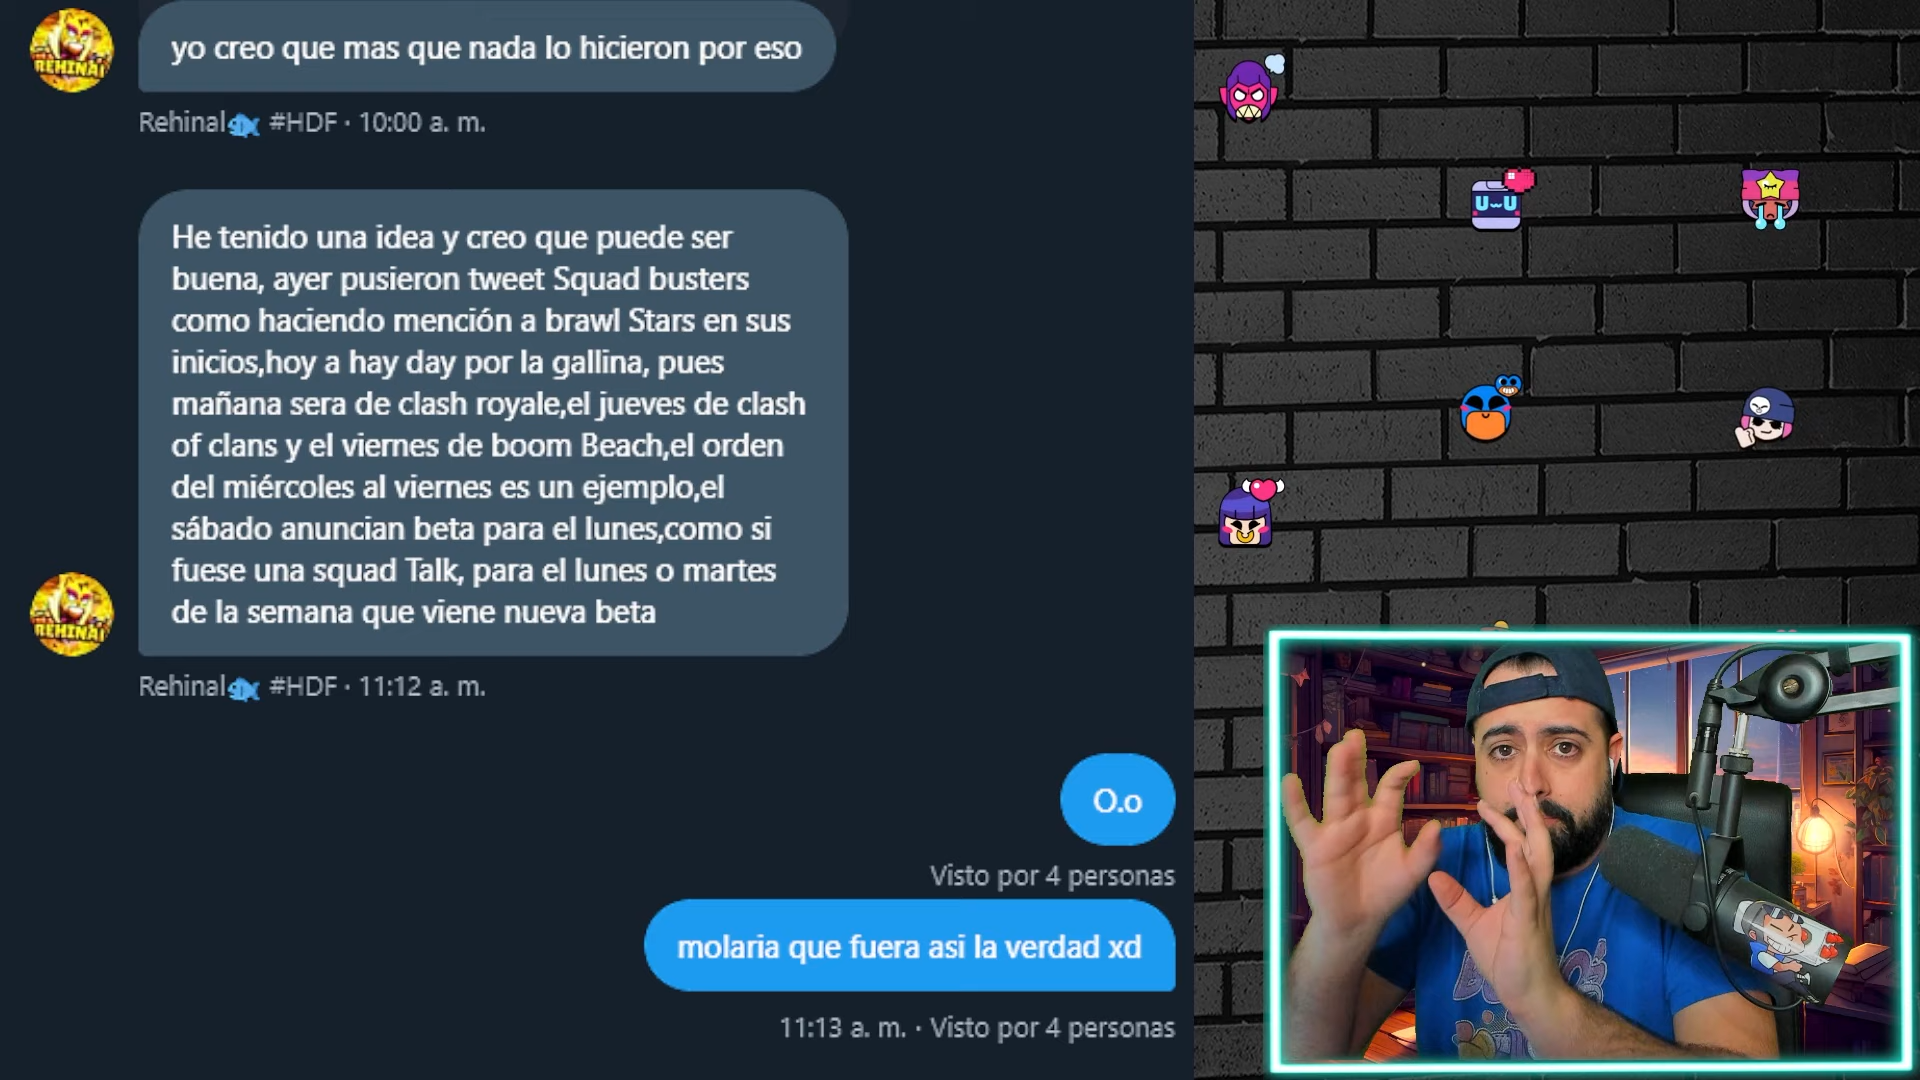 yo creo que mas que nada lo hicieron por eso
REHINAL
Rehinal #HDF · 10:00 a. m.
He tenido una idea y creo que puede ser
buena, ayer pusieron tweet Squad busters
como haciendo mención a brawl Stars en sus
inicios,hoy a hay day por la gallina, pues
mañana sera de clash royale,el jueves de clash
of clans y el viernes de boom Beach,el orden
del miércoles al viernes es un ejemplo,el
sábado anuncian beta para el lunes,como si
fuese una squad Talk, para el lunes o martes
de la semana que viene nueva beta
REHINAL
Rehinal #HDF · 11:12 a. m.
O.o
Visto por 4 personas
molaria que fuera asi la verdad xd
11:13 a. m. · Visto por 4 personas
UwU